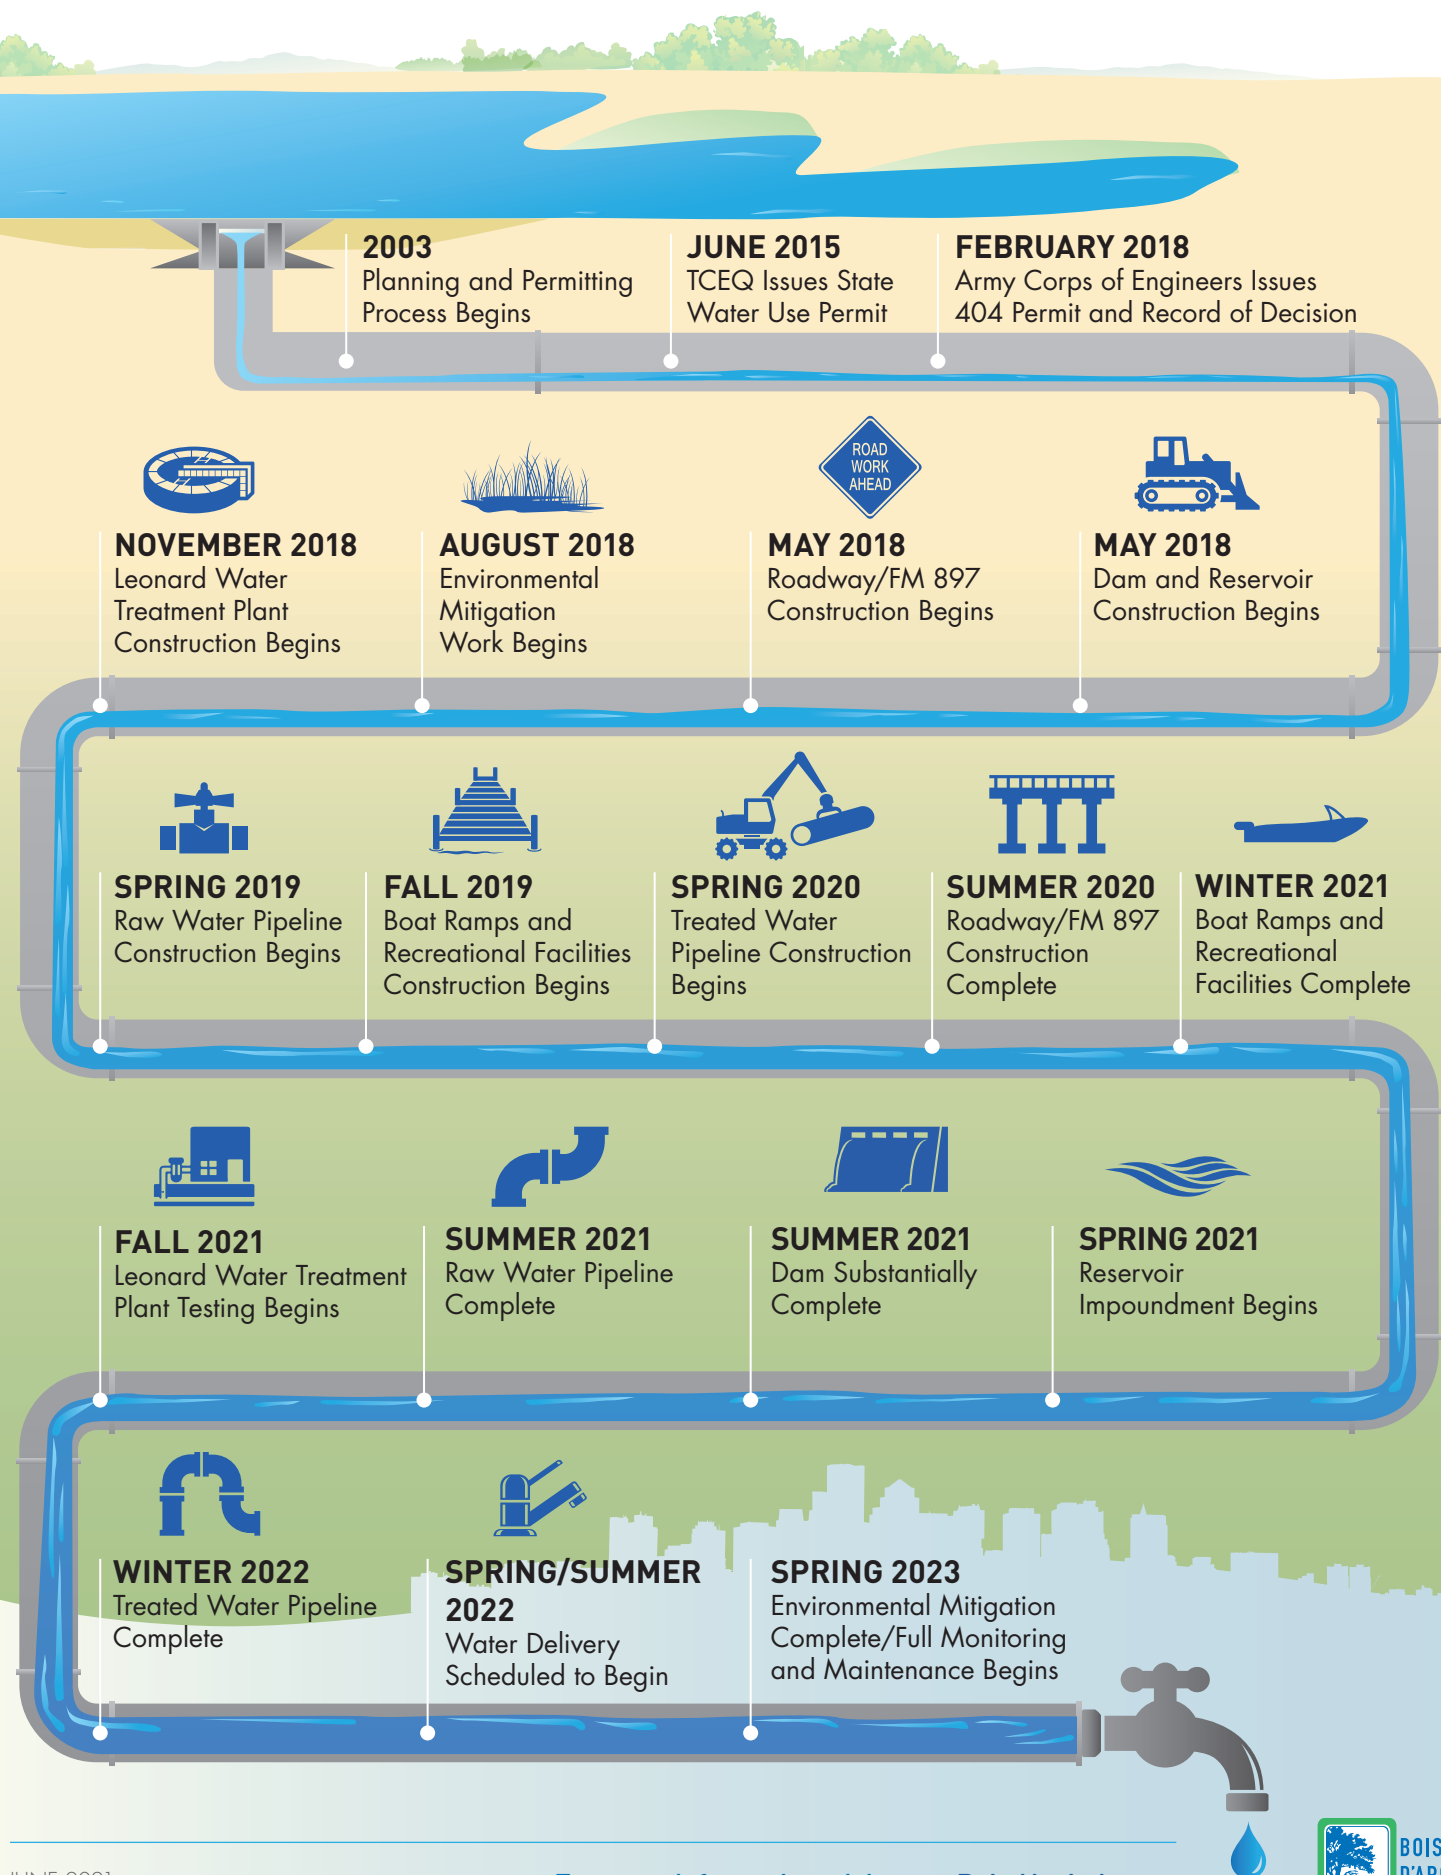 2003
Planning and Permitting
Process Begins
JUNE 2015
TCEQ Issues State
Water Use Permit
FEBRUARY 2018
Army Corps of Engineers Issues
404 Permit and Record of Decision
ROAD
WORK
AHEAD
MAY 2018
Dam and Reservoir
Construction Begins
MAY 2018
Roadway/FM 897
Construction Begins
AUGUST 2018
Environmental
Mitigation
Work Begins
NOVEMBER 2018
Leonard Water
Treatment Plant
Construction Begins
SPRING 2019
Raw Water Pipeline
Construction Begins
FALL 2019
Boat Ramps and
Recreational Facilities
Construction Begins
SPRING 2020
Treated Water
Pipeline Construction
Begins
SUMMER 2020
Roadway/FM 897
Construction
Complete
WINTER 2021
Boat Ramps and
Recreational
Facilities Complete
SPRING 2021
Reservoir
Impoundment Begins
SUMMER 2021
Dam Substantially
Complete
SUMMER 2021
Raw Water Pipeline
Complete
FALL 2021
Leonard Water Treatment
Plant Testing Begins
WINTER 2022
Treated Water Pipeline
Complete
SPRING/SUMMER
2022
Water Delivery
Scheduled to Begin
SPRING 2023
Environmental Mitigation
Complete/Full Monitoring
and Maintenance Begins
BOIS